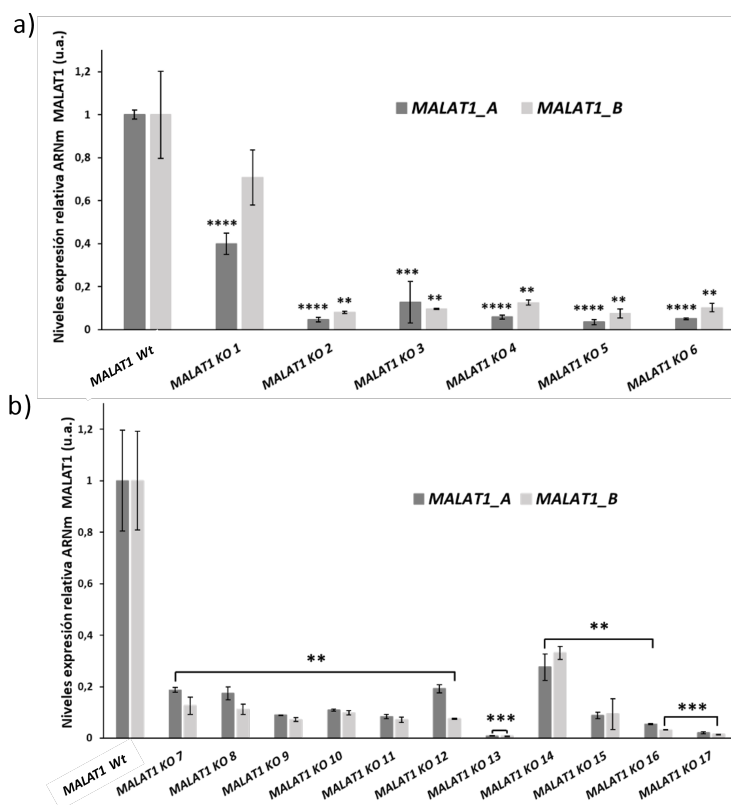 a)
Niveles expresión relativa ARNm MALAT1 (u.a.)
1,2
1
0,8
0,6
0,4
0,2
0
MALAT1_A
MALAT1_B
****
****
**
***
**
****
**
****
**
****
**
MALAT1 Wt
MALAT1 KO 1
MALAT1 KO 2
MALAT1 KO 3
MALAT1 KO 4
MALAT1 KO 5
MALAT1 KO 6
b)
Niveles expresión relativa ARNm MALAT1 (u.a.)
1,2
1
0,8
0,6
0,4
0,2
0
MALAT1_A
MALAT1_B
**
***
**
***
MALAT1 Wt
MALAT1 KO 7
MALAT1 KO 8
MALAT1 KO 9
MALAT1 KO 10
MALAT1 KO 11
MALAT1 KO 12
MALAT1 KO 13
MALAT1 KO 14
MALAT1 KO 15
MALAT1 KO 16
MALAT1 KO 17